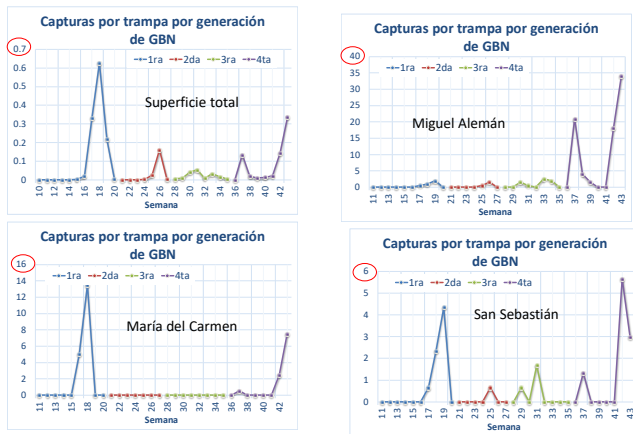 Capturas por trampa por generación
de GBN
0.7
1ra 2da 3ra 4ta
0.6
0.5
0.4
0.3
0.2
0.1
0
Superficie total
10 12 14 16 18 20 22 24 26 28 30 32 34 36 38 40 42
Semana
Capturas por trampa por generación
de GBN
40
1ra 2da 3ra 4ta
35
30
25
20
15
10
5
0
Miguel Alemán
11 13 15 17 19 21 23 25 27 29 31 33 35 37 39 41 43
Semana
Capturas por trampa por generación
de GBN
16
1ra 2da 3ra 4ta
14
12
10
8
6
4
2
0
María del Carmen
11 12 14 16 18 20 22 24 26 28 30 32 34 36 38 40 42
Semana
Capturas por trampa por generación
de GBN
6
1ra 2da 3ra 4ta
5
4
3
2
1
0
San Sebastián
11 13 15 17 19 21 23 25 27 29 31 33 35 37 39 41 43
Semana